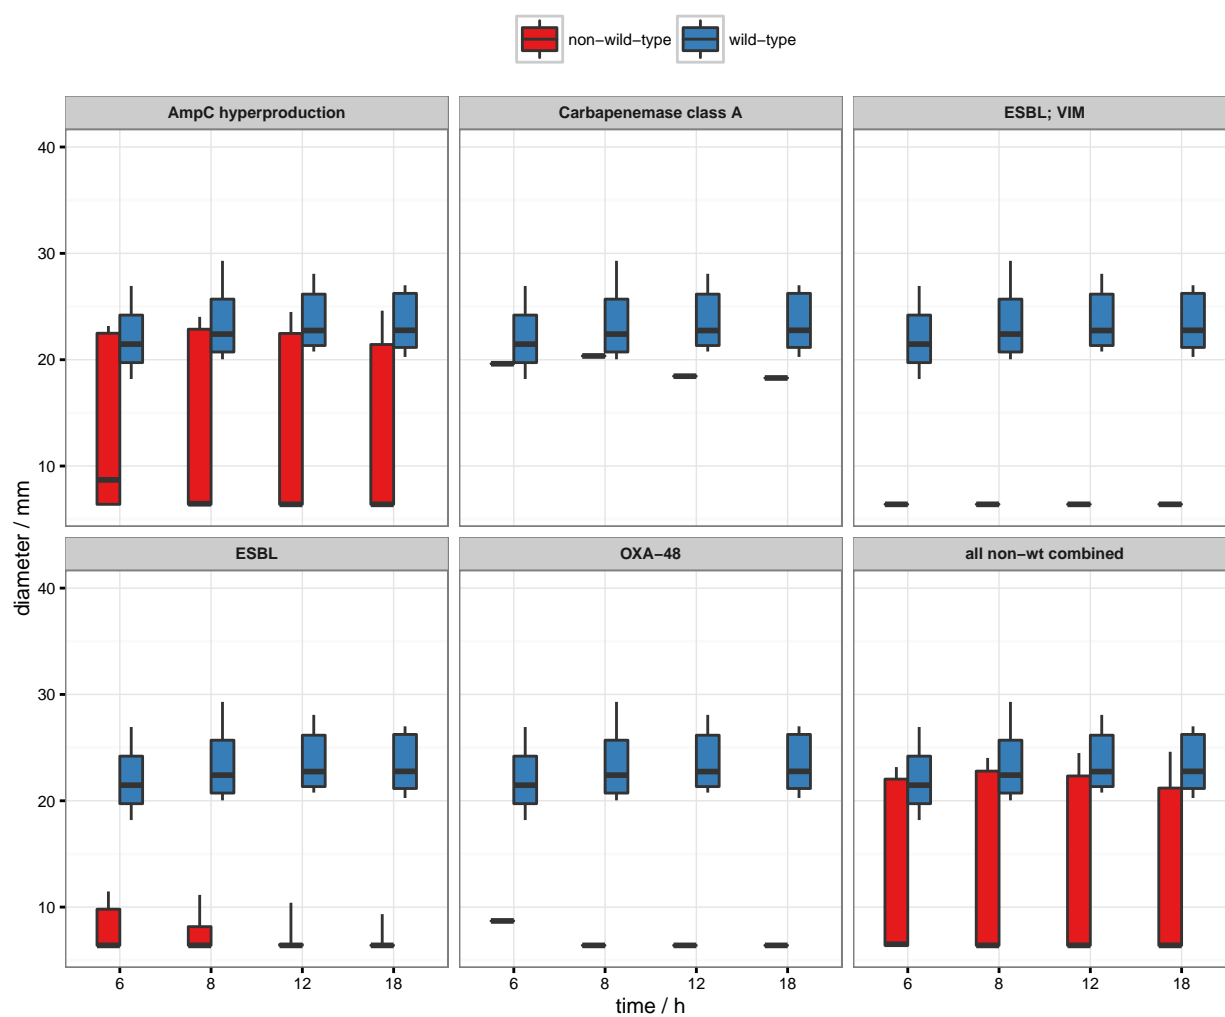 non−wild−type wild−type
AmpC hyperproduction
Carbapenemase class A
ESBL; VIM
40
30
20
10
ESBL
OXA−48
all non−wt combined
40
30
20
10
diameter / mm
6 8 12 18
6 8 12 18
6 8 12 18
time / h